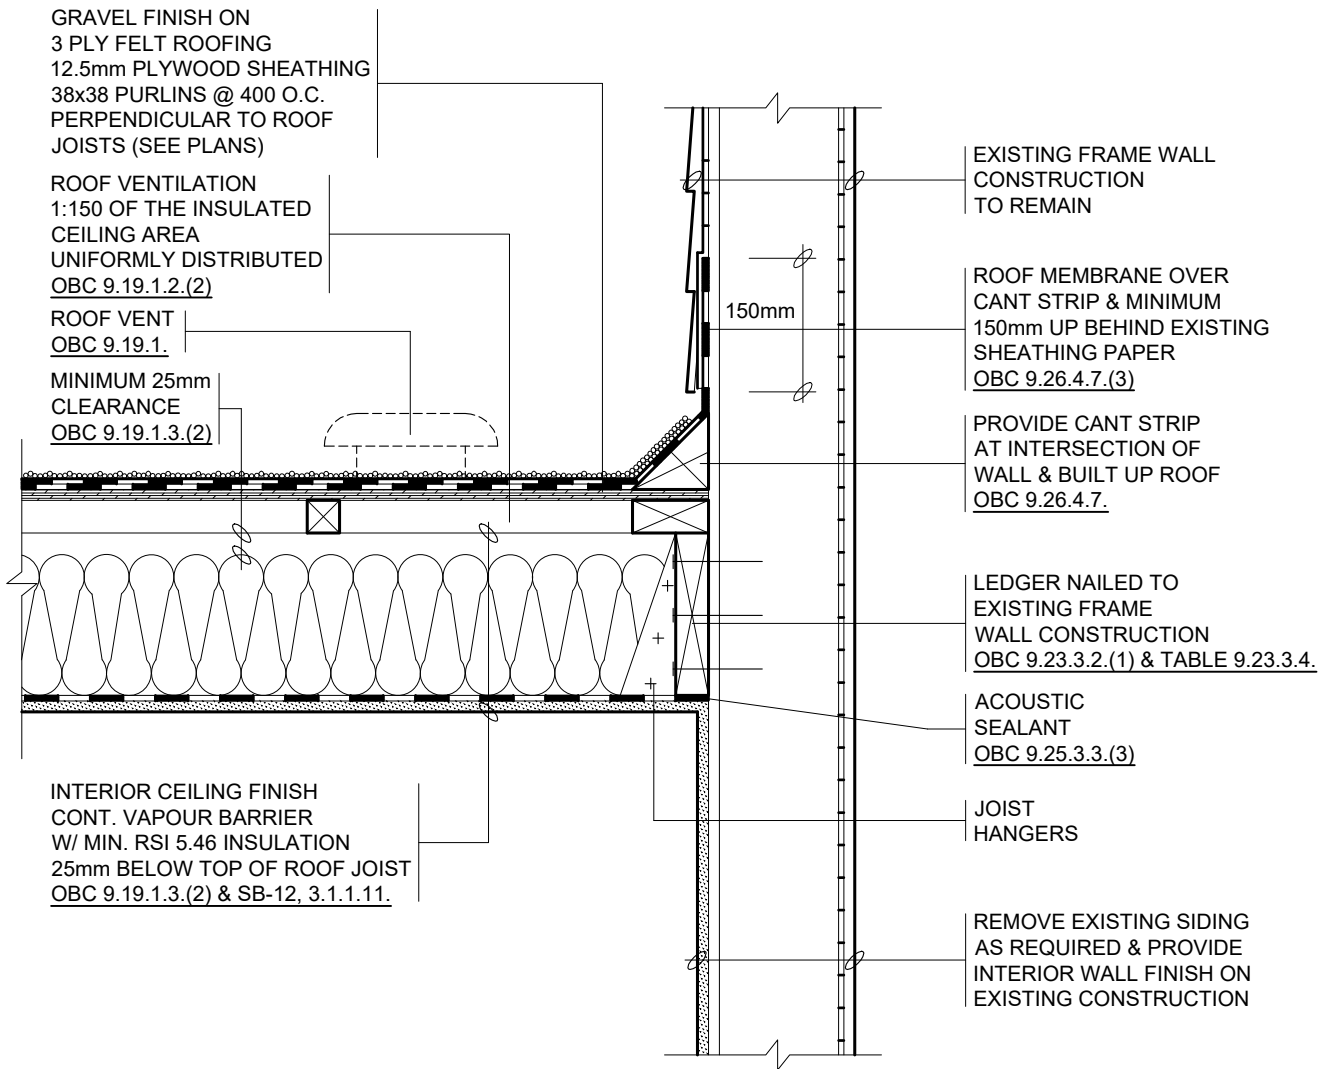 GRAVEL FINISH ON
3 PLY FELT ROOFING
12.5mm PLYWOOD SHEATHING
38x38 PURLINS @ 400 O.C.
PERPENDICULAR TO ROOF
JOISTS (SEE PLANS)
ROOF VENTILATION
1:150 OF THE INSULATED
CEILING AREA
UNIFORMLY DISTRIBUTED
OBC 9.19.1.2.(2)
ROOF VENT
OBC 9.19.1.
MINIMUM 25mm
CLEARANCE
OBC 9.19.1.3.(2)
INTERIOR CEILING FINISH
CONT. VAPOUR BARRIER
W/ MIN. RSI 5.46 INSULATION
25mm BELOW TOP OF ROOF JOIST
OBC 9.19.1.3.(2) & SB-12, 3.1.1.11.
150mm
EXISTING FRAME WALL
CONSTRUCTION
TO REMAIN
ROOF MEMBRANE OVER
CANT STRIP & MINIMUM
150mm UP BEHIND EXISTING
SHEATHING PAPER
OBC 9.26.4.7.(3)
PROVIDE CANT STRIP
AT INTERSECTION OF
WALL & BUILT UP ROOF
OBC 9.26.4.7.
LEDGER NAILED TO
EXISTING FRAME
WALL CONSTRUCTION
OBC 9.23.3.2.(1) & TABLE 9.23.3.4.
ACOUSTIC
SEALANT
OBC 9.25.3.3.(3)
JOIST
HANGERS
REMOVE EXISTING SIDING
AS REQUIRED & PROVIDE
INTERIOR WALL FINISH ON
EXISTING CONSTRUCTION